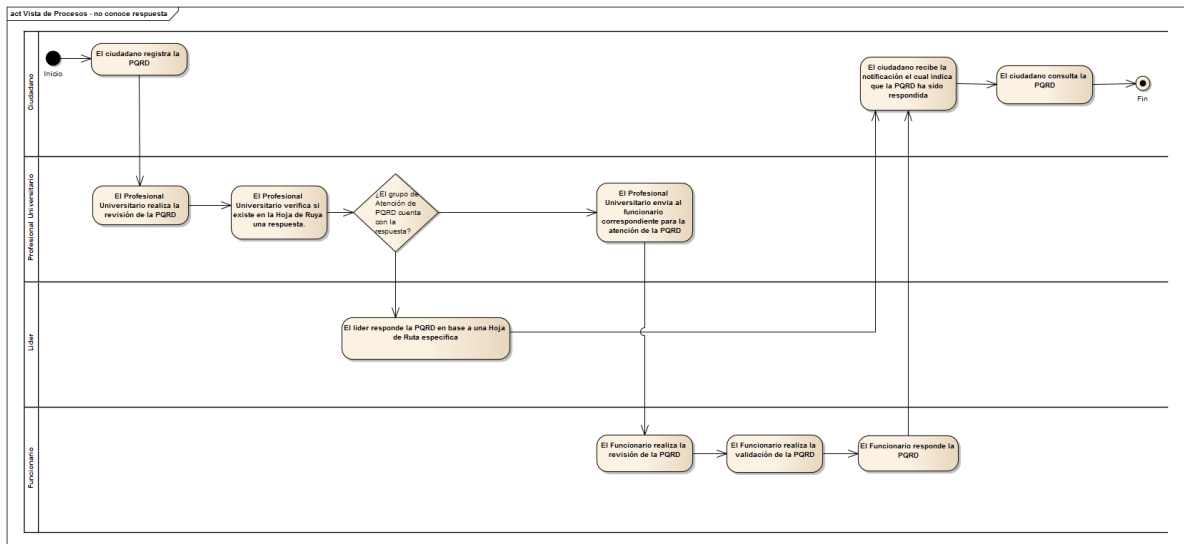 act Vista de Procesos - no conoce respuesta
Ciudadano
Inicio
El ciudadano registra la
PQRD
El ciudadano recibe la
notificación el cual indica
que la PQRD ha sido
respondida
El ciudadano consulta la
PQRD
Fin
Profesional Universitario
El Profesional
Universitario realiza la
revisión de la PQRD
El Profesional
Universitario verifica si
existe en la Hoja de Ruya
una respuesta.
¿El grupo de
Atención de
PQRD cuenta
con la
respuesta?
El Profesional
Universitario envia al
funcionario
correspondiente para la
atención de la PQRD
Lider
El lider responde la PQRD en base a una Hoja
de Ruta especifica
Funcionario
El Funcionario realiza la
revisión de la PQRD
El Funcionario realiza la
validación de la PQRD
El Funcionario responde la
PQRD